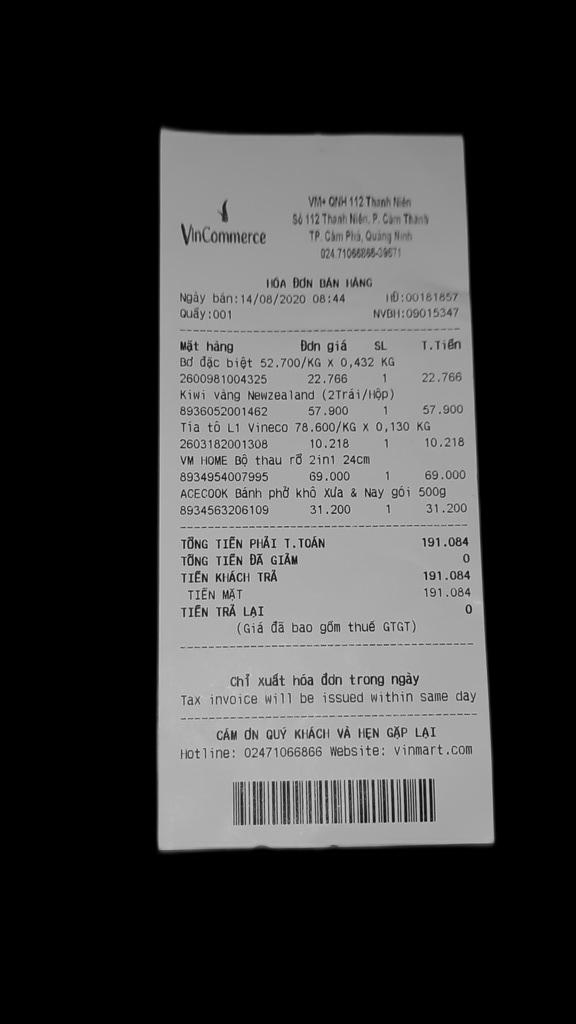 VinCommerce
VM+ QNH 112 Thanh Niên
Số 112 Thanh Niên, P. Cẩm Thành
TP. Cẩm Phả, Quảng Ninh
024.71066866-39671
HÓA ĐƠN BÁN HÀNG
Ngày bán:14/08/2020 08:44 HĐ:00181857
Quầy:001 NVBH:09015347
Mặt hàng Đơn giá SL T.Tiền
Bơ đặc biệt 52.700/KG X 0,432 KG
2600981004325 22.766 1 22.766
Kiwi vàng Newzealand (2Trái/Hộp)
8936052001462 57.900 1 57.900
Tía tô L1 Vineco 78.600/KG X 0,130 KG
2603182001308 10.218 1 10.218
VM HOME Bộ thau rổ 2in1 24cm
8934954007995 69.000 1 69.000
ACECOOK Bánh phở khô Xưa & Nay gói 500g
8934563206109 31.200 1 31.200
TỔNG TIỀN PHẢI T.TOÁN 191.084
TỔNG TIỀN ĐÃ GIẢM 0
TIỀN KHÁCH TRẢ 191.084
TIỀN MẶT 191.084
TIỀN TRẢ LẠI 0
(Giá đã bao gồm thuế GTGT)
Chỉ xuất hóa đơn trong ngày
Tax invoice will be issued within same day
CẢM ƠN QUÝ KHÁCH VÀ HẸN GẶP LẠI
Hotline: 02471066866 Website: vinmart.com